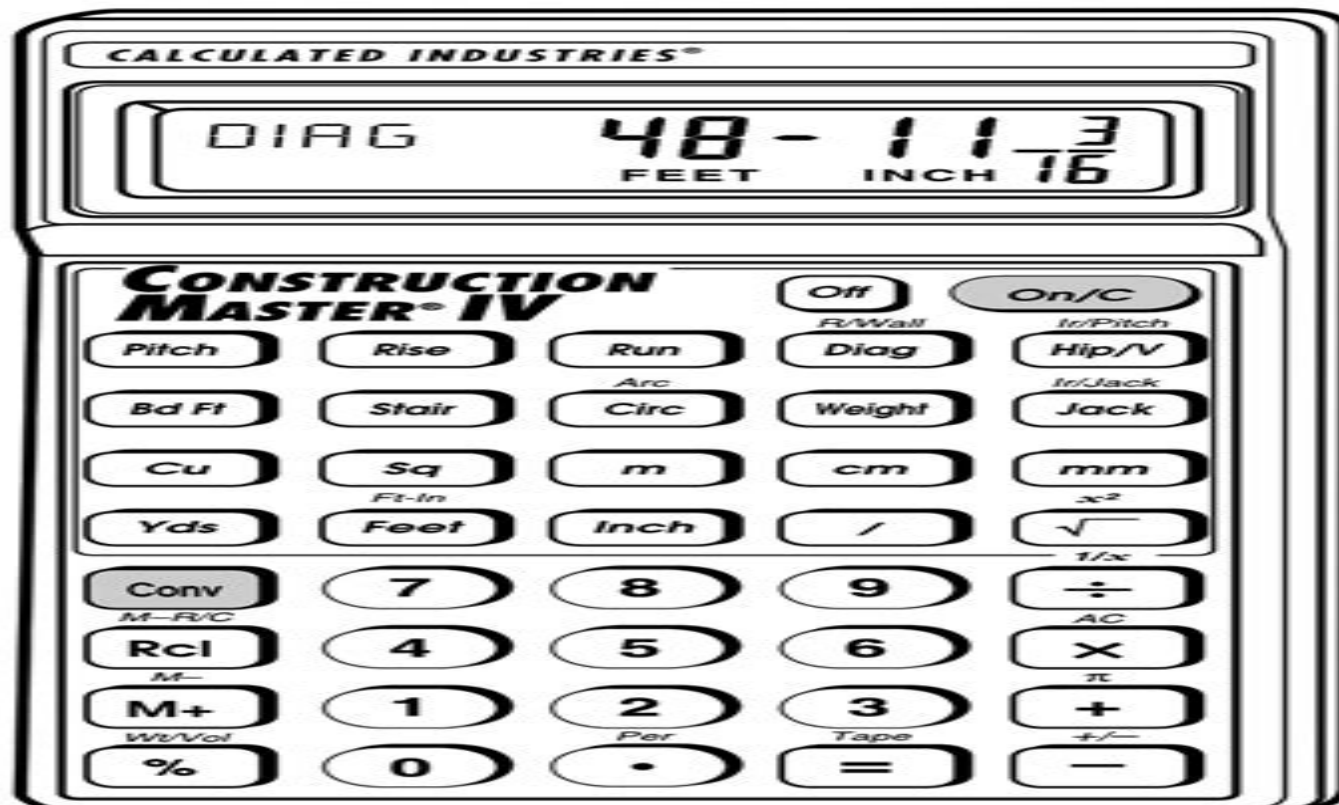 CALCULATED INDUSTRIES®
DIAG 48 - 11 3/16
FEET INCH
CONSTRUCTION
MASTER® IV
Off On/C
R/Wall Ir/Pitch
Pitch Rise Run Diag Hip/V
Arc Ir/Jack
Bd Ft Stair Circ Weight Jack
Cu Sq m cm mm
Ft-In x²
Yds Feet Inch / √
1/x
Conv 7 8 9 ÷
M-R/C AC
Rcl 4 5 6 ×
M- π
M+ 1 2 3 +
Wt/Vol Per Tape +/-
% 0 • = −